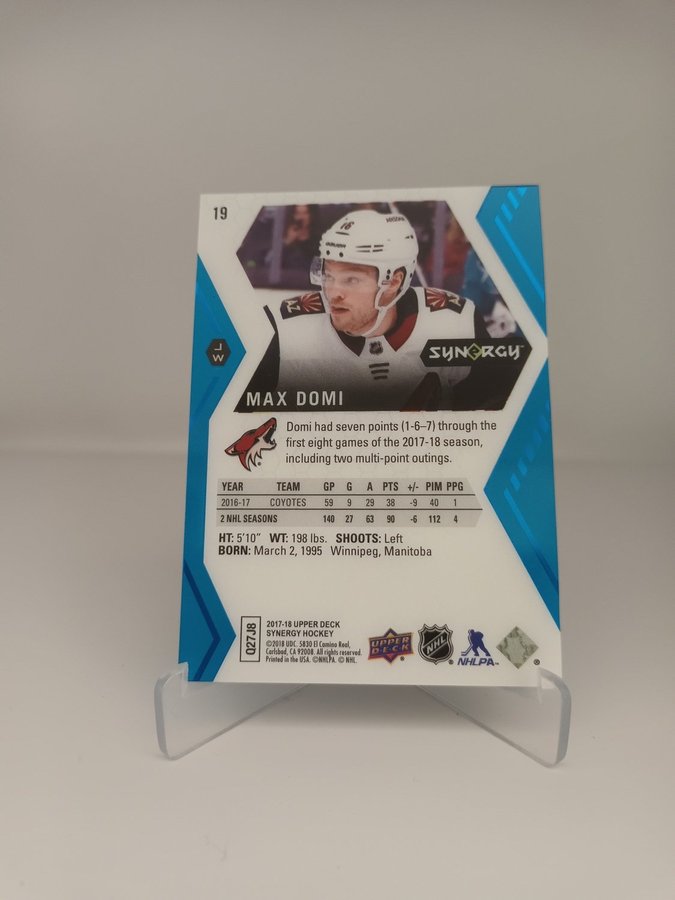 19
16
LW
SYNERGY™
MAX DOMI
Domi had seven points (1-6–7) through the
first eight games of the 2017-18 season,
including two multi-point outings.
YEAR TEAM GP G A PTS +/- PIM PPG
2016-17 COYOTES 59 9 29 38 -9 40 1
2 NHL SEASONS 140 27 63 90 -6 112 4
HT: 5'10" WT: 198 lbs. SHOOTS: Left
BORN: March 2, 1995 Winnipeg, Manitoba
Q27J8
2017-18 UPPER DECK
SYNERGY HOCKEY
©2018 UDC. 5830 El Camino Real,
Carlsbad, CA 92008. All rights reserved.
Printed in the USA. ©NHLPA. © NHL.
UPPER DECK ®
NHL ®
NHLPA™
®